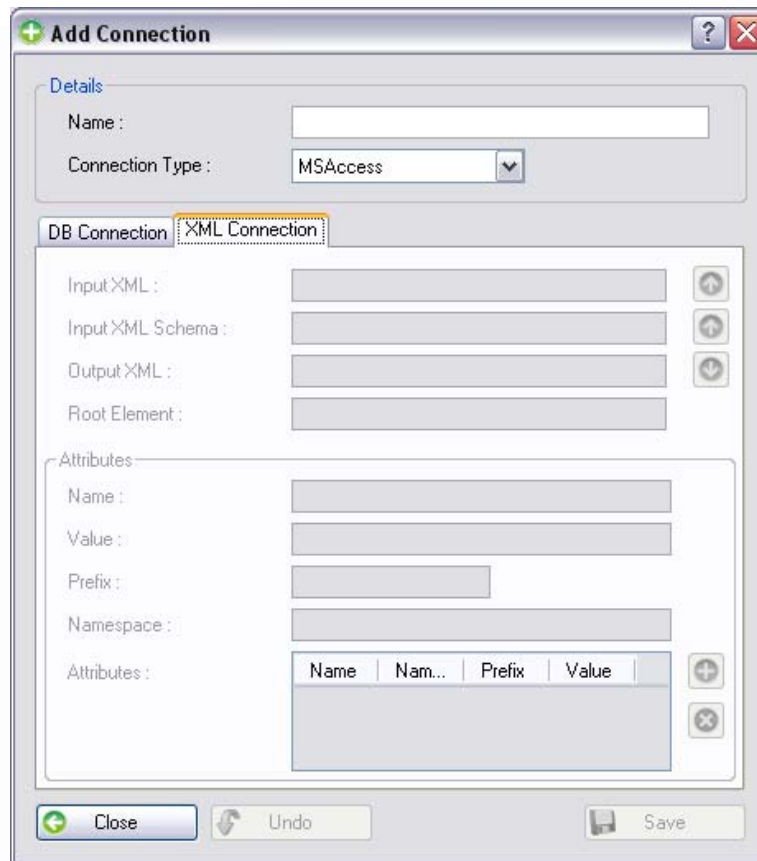 Add Connection
?
Details
Name :
Connection Type : MSAccess
DB Connection XML Connection
Input XML :
Input XML Schema :
Output XML :
Root Element :
Attributes
Name :
Value :
Prefix :
Namespace :
Attributes : Name Nam... Prefix Value
Close Undo Save